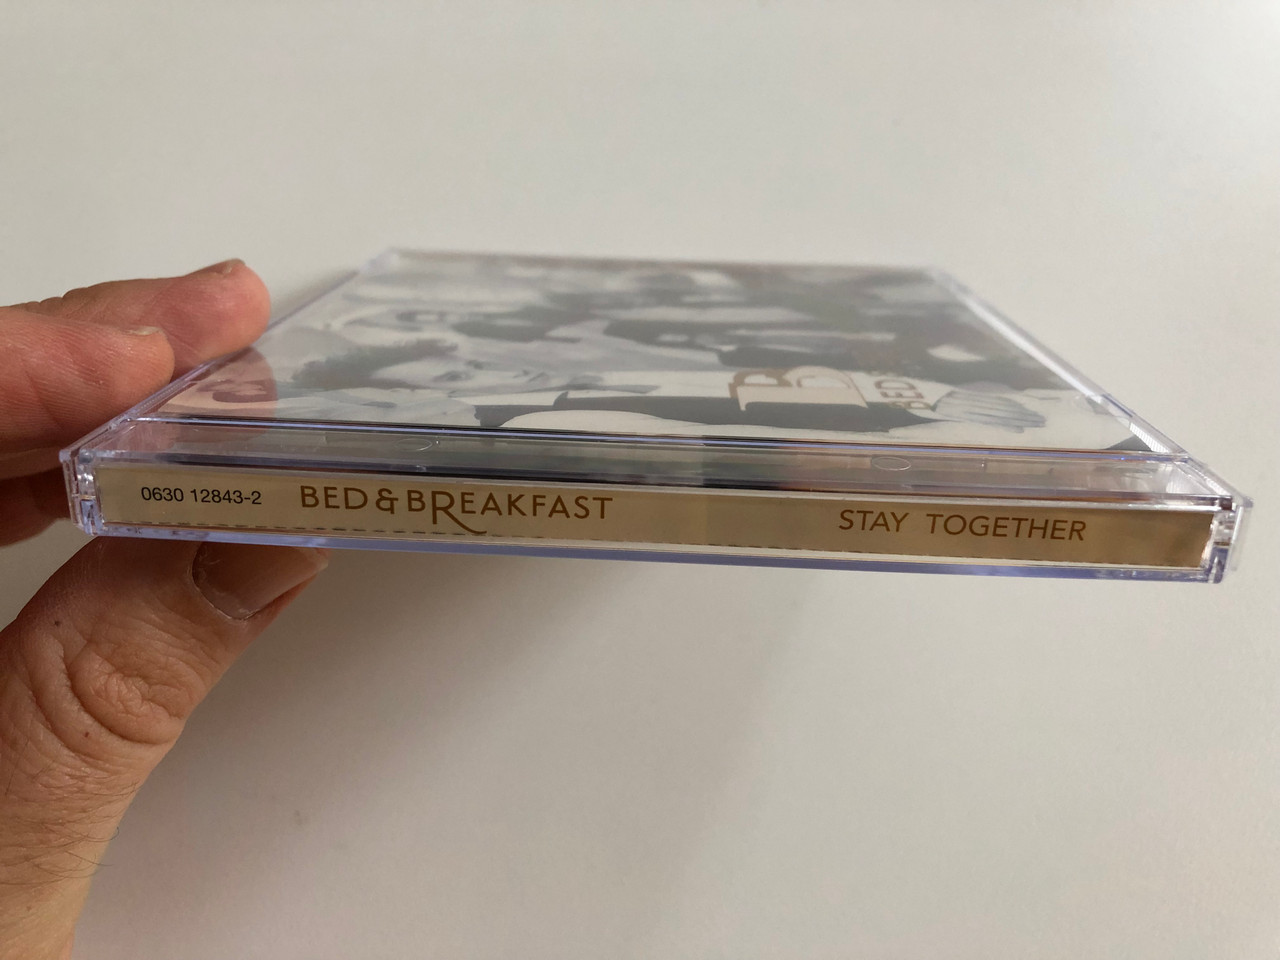 B
BED &
0630 12843-2 BED & BREAKFAST STAY TOGETHER